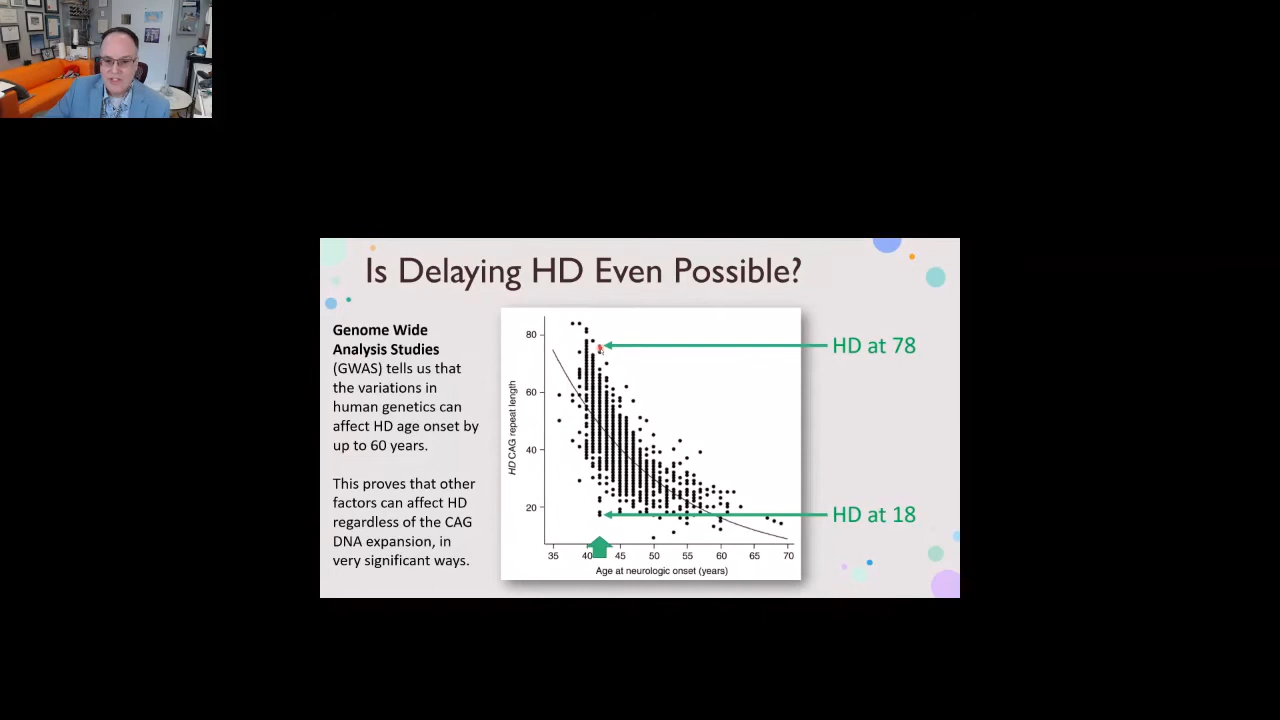 Is Delaying HD Even Possible?
Genome Wide
Analysis Studies
(GWAS) tells us that
the variations in
human genetics can
affect HD age onset by
up to 60 years.
This proves that other
factors can affect HD
regardless of the CAG
DNA expansion, in
very significant ways.
HD CAG repeat length
80
60
40
20
35
40
45
50
55
60
65
70
Age at neurologic onset (years)
HD at 78
HD at 18